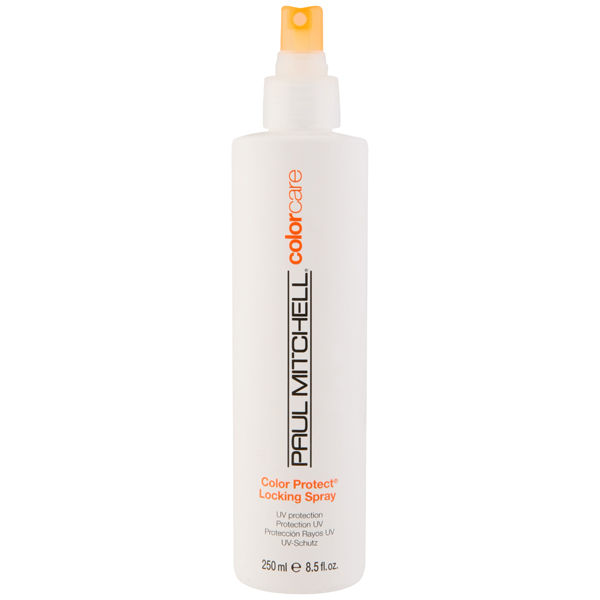 PAUL MITCHELL® colorcare
Color Protect®
Locking Spray
UV protection
Protection UV
Protección Rayos UV
UV-Schutz
250 ml e 8.5 fl. oz.